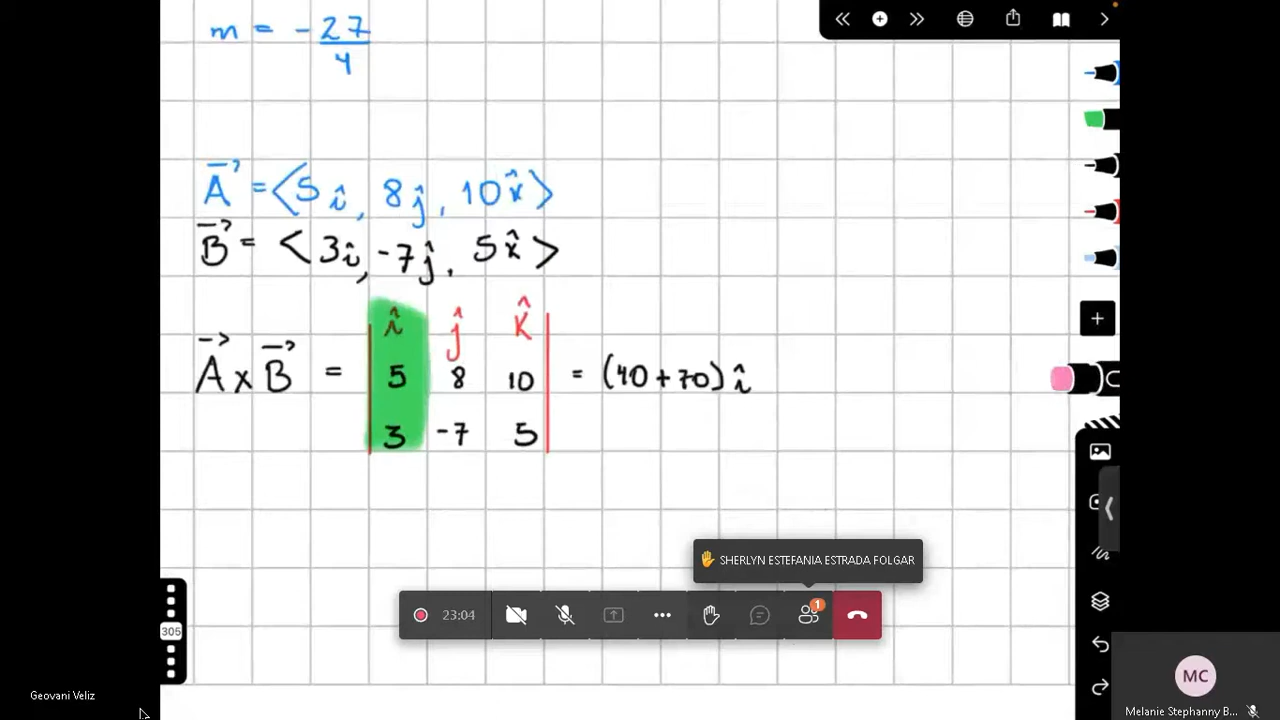 m = - 27/4
A⃗ = ⟨5î, 8ĵ, 10k̂⟩
B⃗ = ⟨3î, -7ĵ, 5k̂⟩
î ĵ k̂
A⃗ x B⃗ = 5 8 10 = (40+70) î
3 -7 5
SHERLYN ESTEFANIA ESTRADA FOLGAR
23:04
1
305
MC
Geovani Veliz
Melanie Stephanny B...